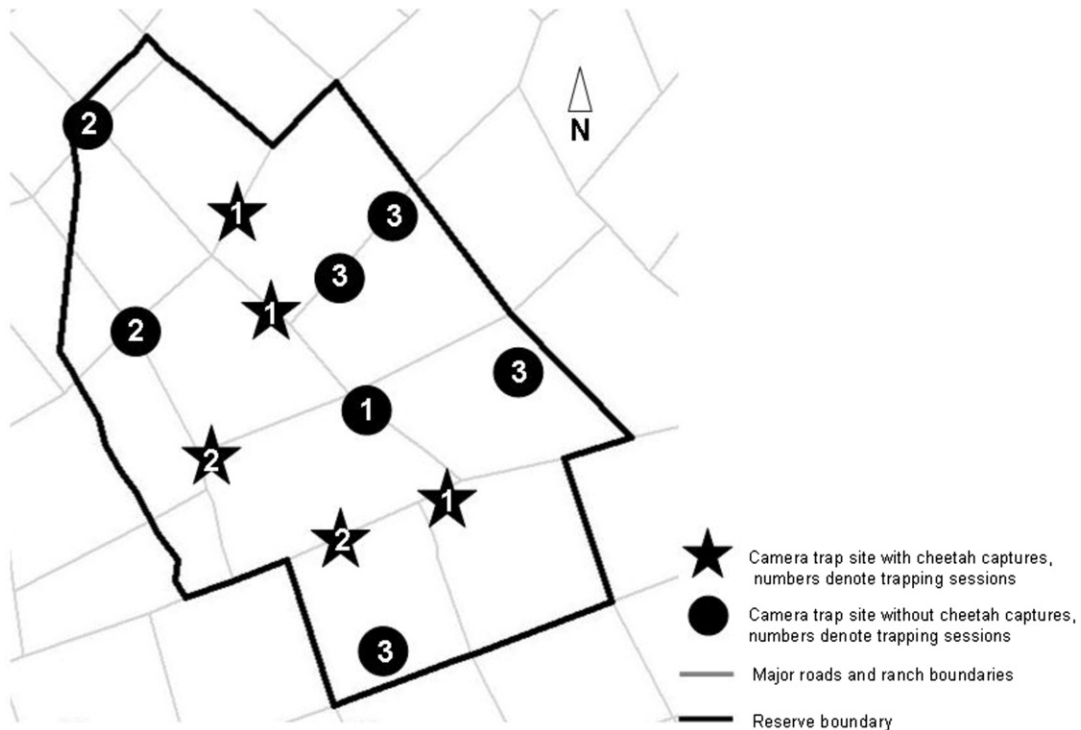 2
N
1
3
3
1
2
3
1
2
1
2
3
Camera trap site with cheetah captures,
numbers denote trapping sessions
Camera trap site without cheetah captures,
numbers denote trapping sessions
Major roads and ranch boundaries
Reserve boundary